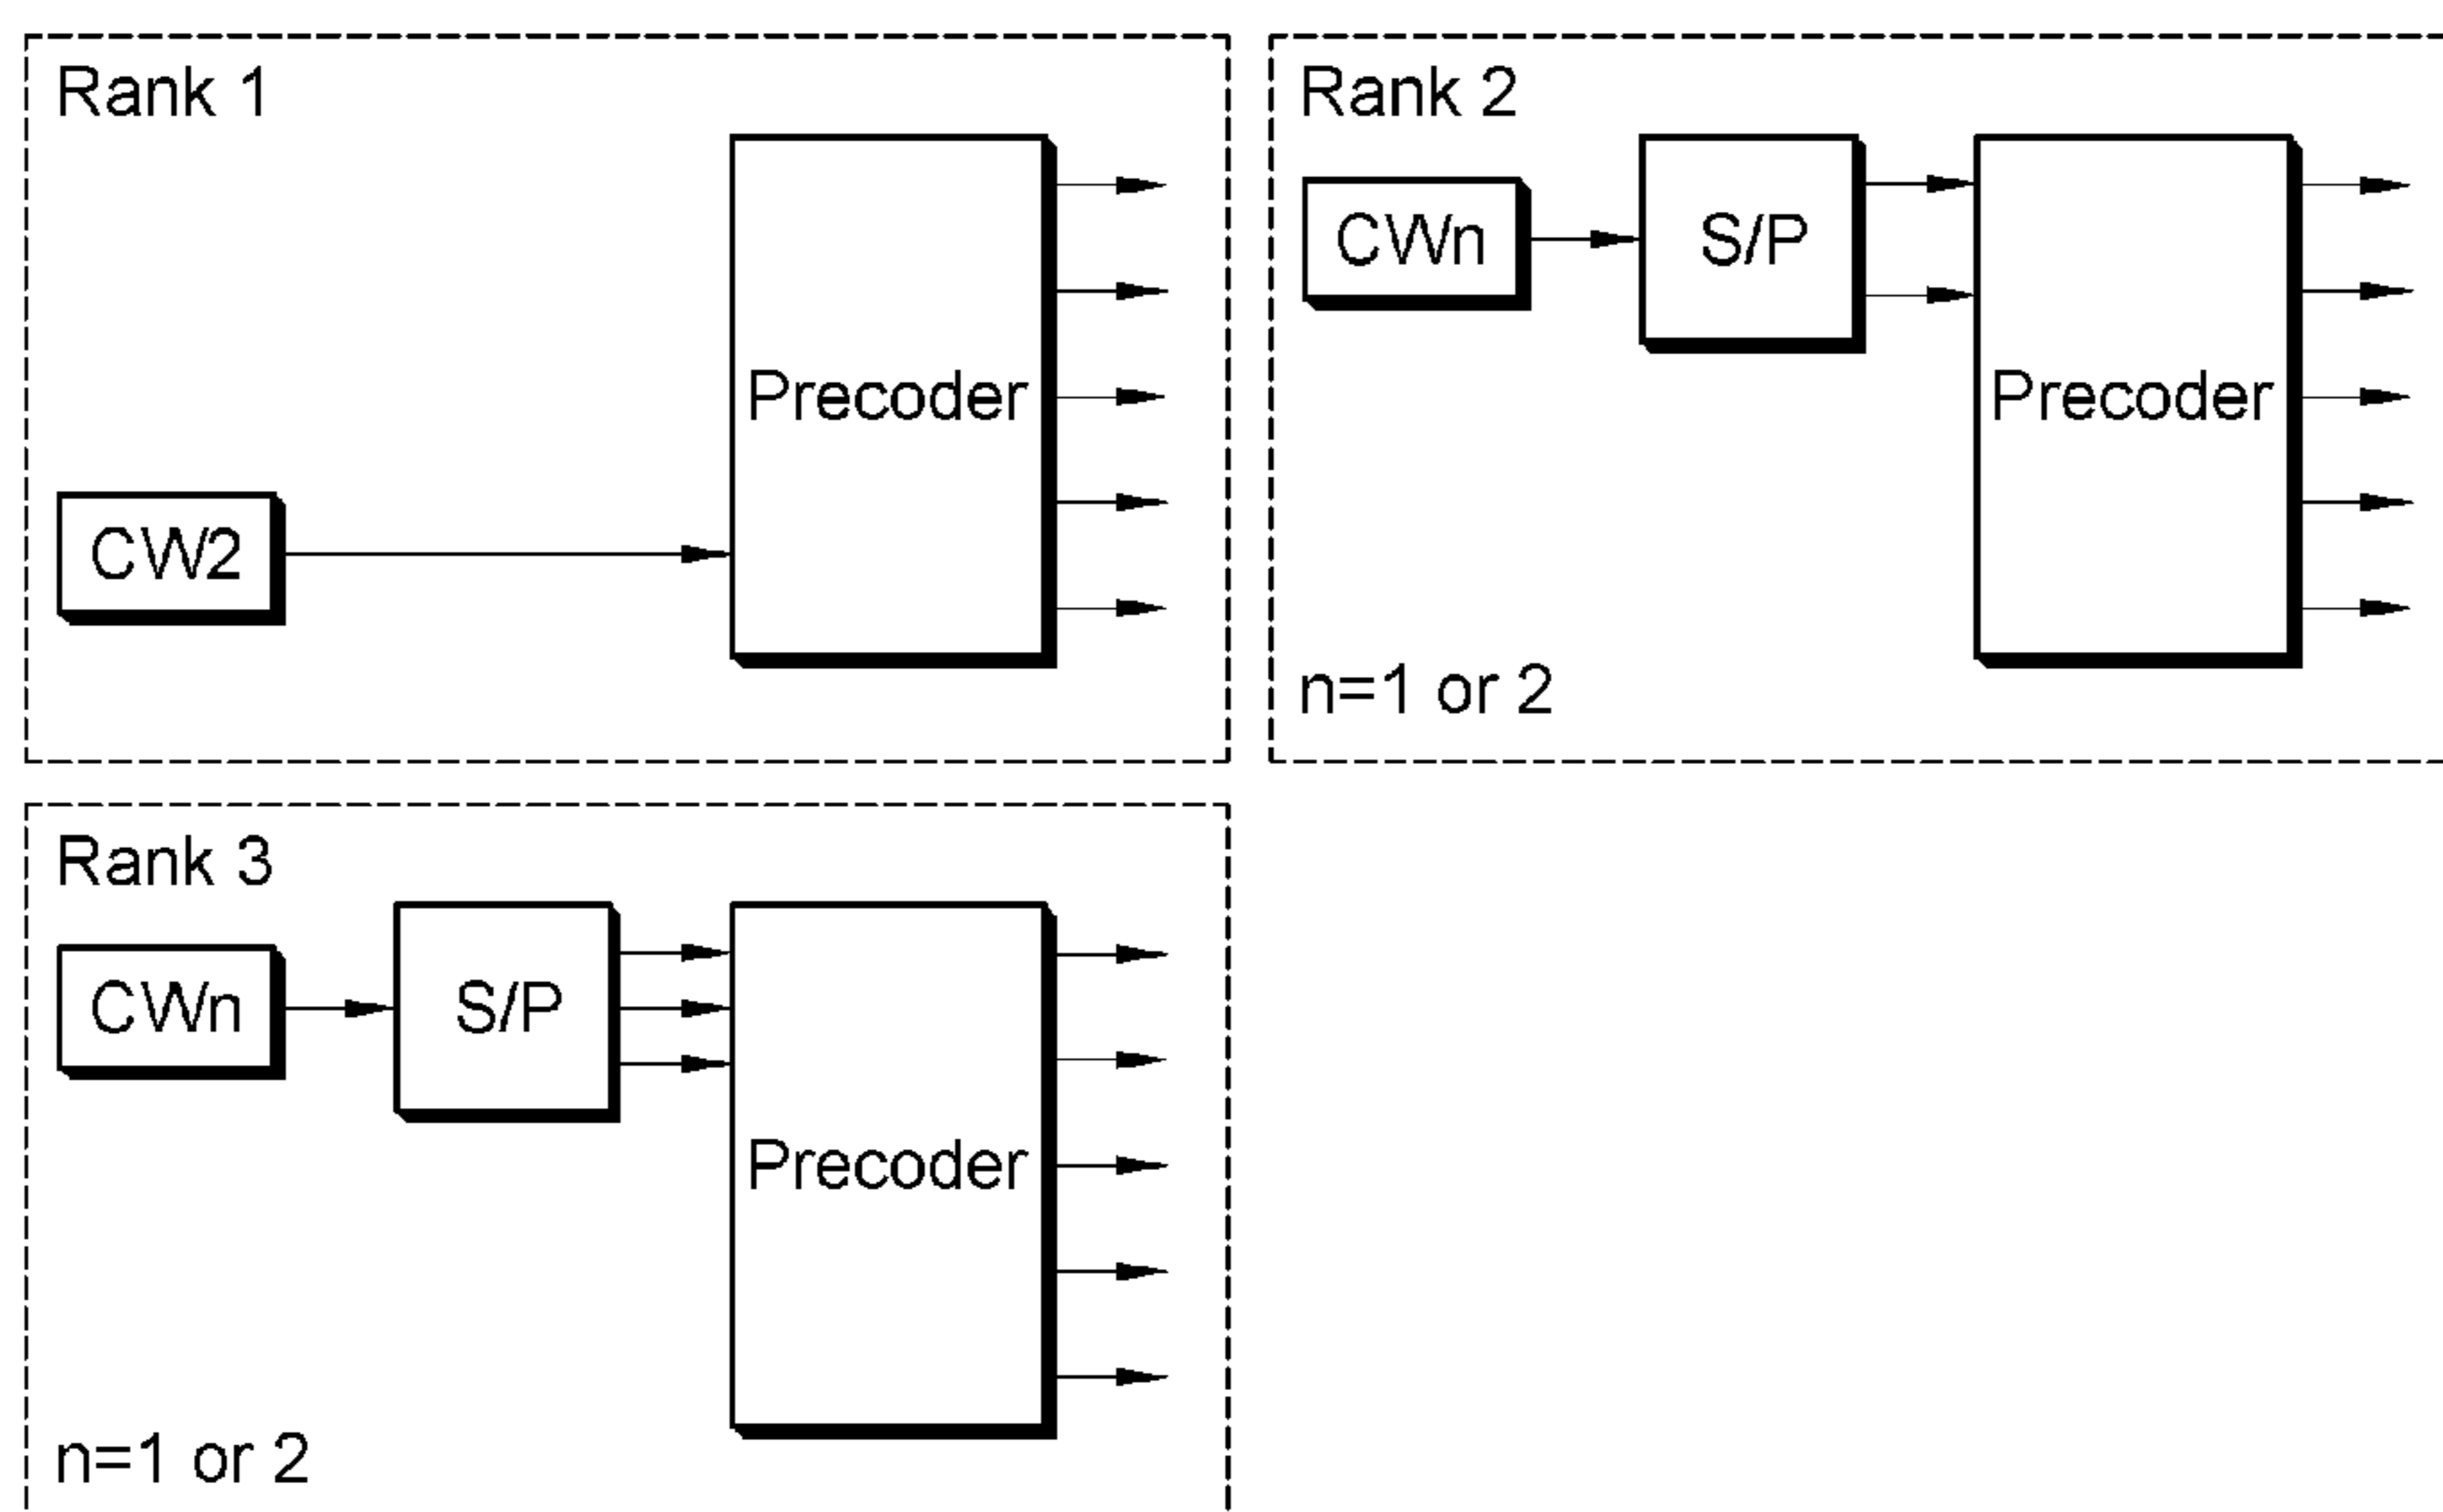 Rank 1
Precoder
CW2
Rank 2
CWn
S/P
Precoder
n=1 or 2
Rank 3
CWn
S/P
Precoder
n=1 or 2